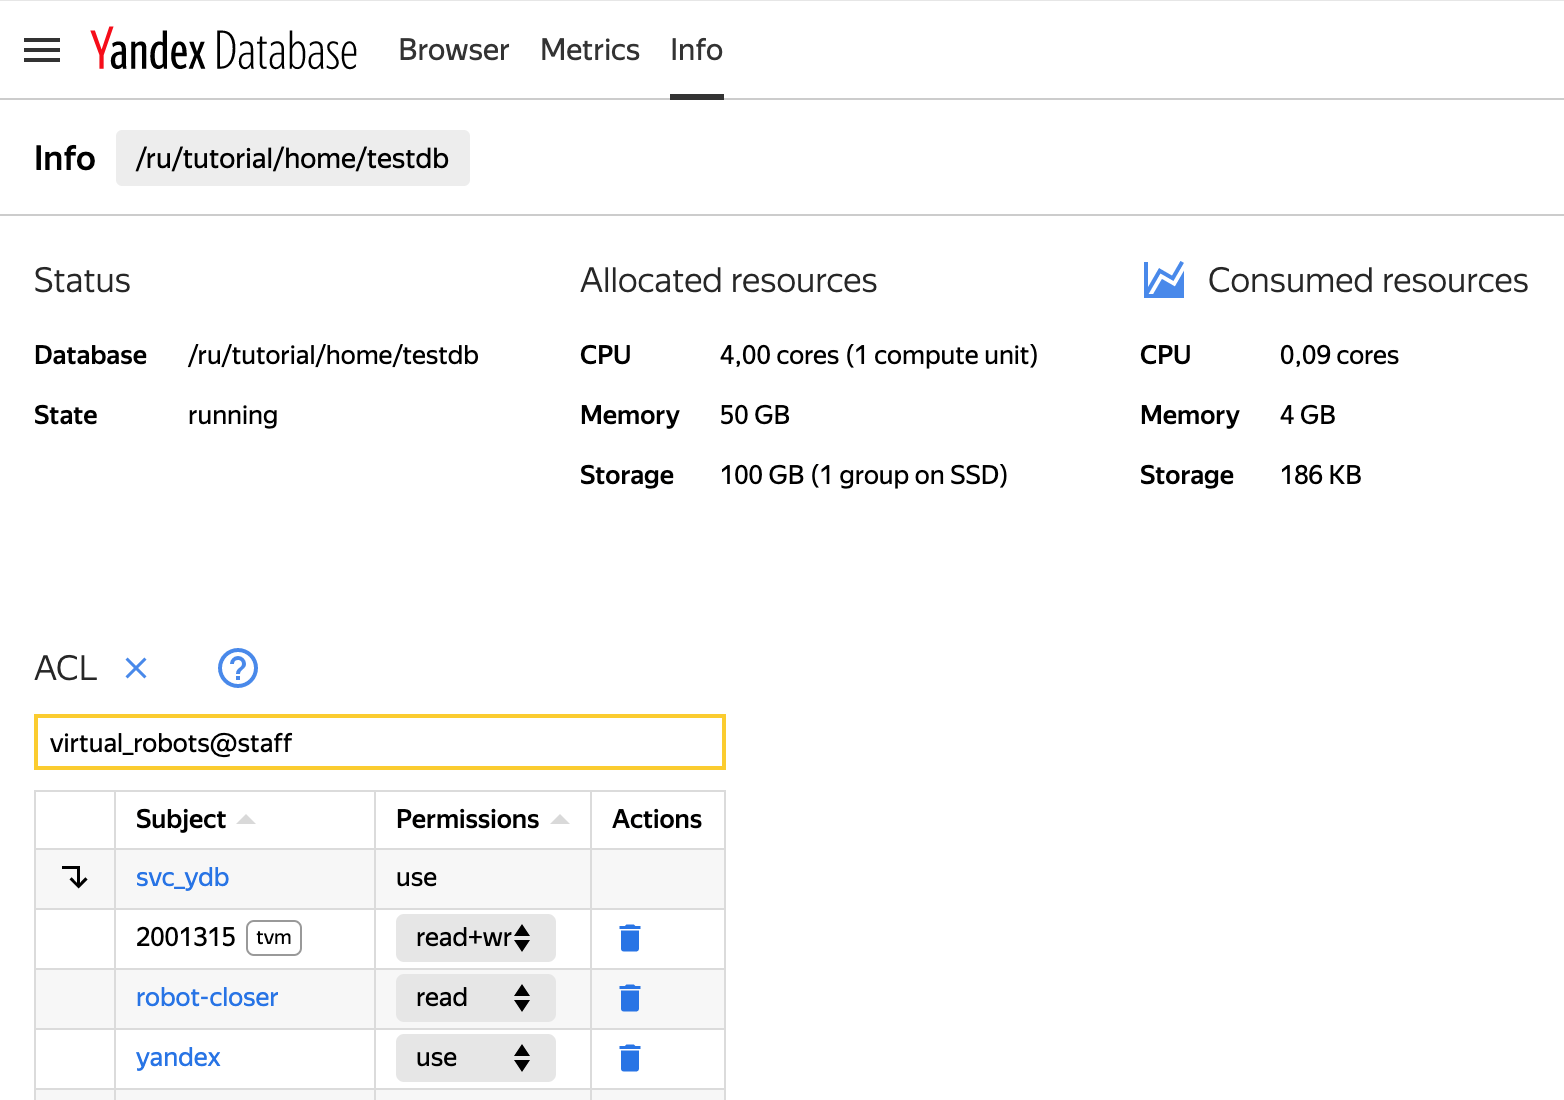 Yandex Database Browser Metrics Info
Info /ru/tutorial/home/testdb
Status Allocated resources Consumed resources
Database /ru/tutorial/home/testdb CPU 4,00 cores (1 compute unit) CPU 0,09 cores
State running Memory 50 GB Memory 4 GB
Storage 100 GB (1 group on SSD) Storage 186 KB
ACL ?
virtual_robots@staff
Subject Permissions Actions
svc_ydb use
2001315 tvm read+wr
robot-closer read
yandex use